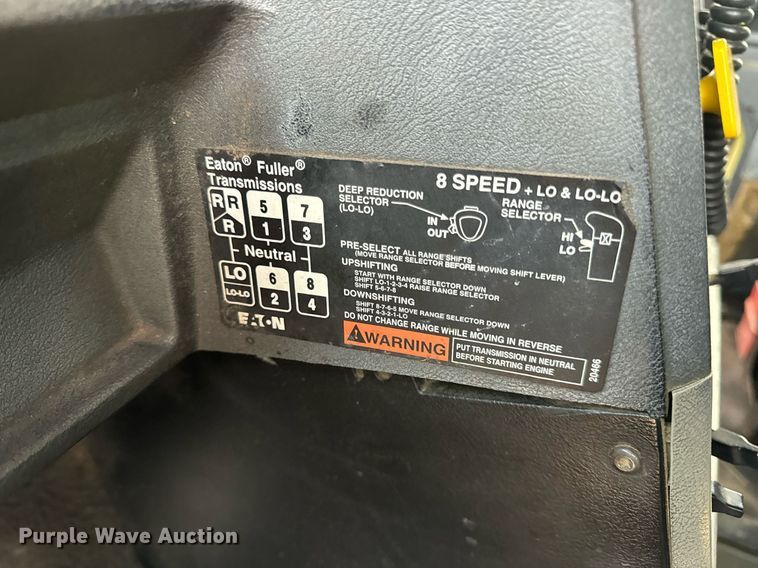 Eaton® Fuller®
Transmissions
8 SPEED + LO & LO-LO
R R 5 7
R 1 3
Neutral
LO 6 8
LO-LO 2 4
EATON
DEEP REDUCTION
SELECTOR
(LO-LO)
IN
OUT
RANGE
SELECTOR
HI
LO
PRE-SELECT ALL RANGE SHIFTS
(MOVE RANGE SELECTOR BEFORE MOVING SHIFT LEVER)
UPSHIFTING
START WITH RANGE SELECTOR DOWN
SHIFT LO-1-2-3-4 RAISE RANGE SELECTOR
SHIFT 5-6-7-8
DOWNSHIFTING
SHIFT 8-7-6-5 MOVE RANGE SELECTOR DOWN
SHIFT 4-3-2-1-LO
DO NOT CHANGE RANGE WHILE MOVING IN REVERSE
WARNING
PUT TRANSMISSION IN NEUTRAL
BEFORE STARTING ENGINE
20466
Purple Wave Auction